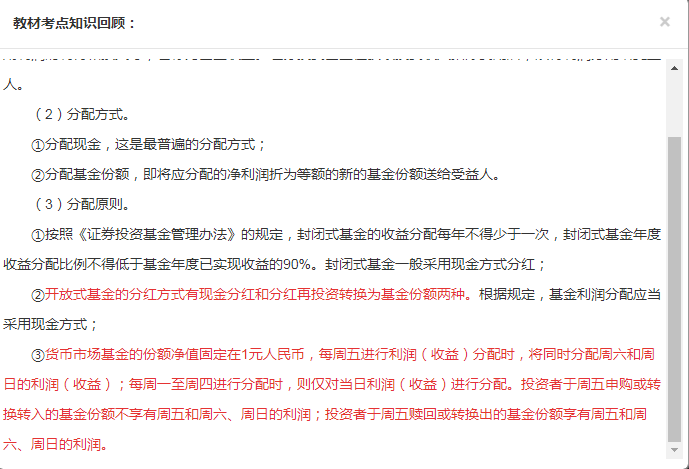 教材考点知识回顾：
×
人。
（2）分配方式。
①分配现金，这是最普遍的分配方式；
②分配基金份额，即将应分配的净利润折为等额的新的基金份额送给受益人。
（3）分配原则。
①按照《证券投资基金管理办法》的规定，封闭式基金的收益分配每年不得少于一次，封闭式基金年度
收益分配比例不得低于基金年度已实现收益的90%。封闭式基金一般采用现金方式分红；
②开放式基金的分红方式有现金分红和分红再投资转换为基金份额两种。根据规定，基金利润分配应当
采用现金方式；
③货币市场基金的份额净值固定在1元人民币，每周五进行利润（收益）分配时，将同时分配周六和周
日的利润（收益）；每周一至周四进行分配时，则仅对当日利润（收益）进行分配。投资者于周五申购或转
换转入的基金份额不享有周五和周六、周日的利润；投资者于周五赎回或转换出的基金份额享有周五和周
六、周日的利润。